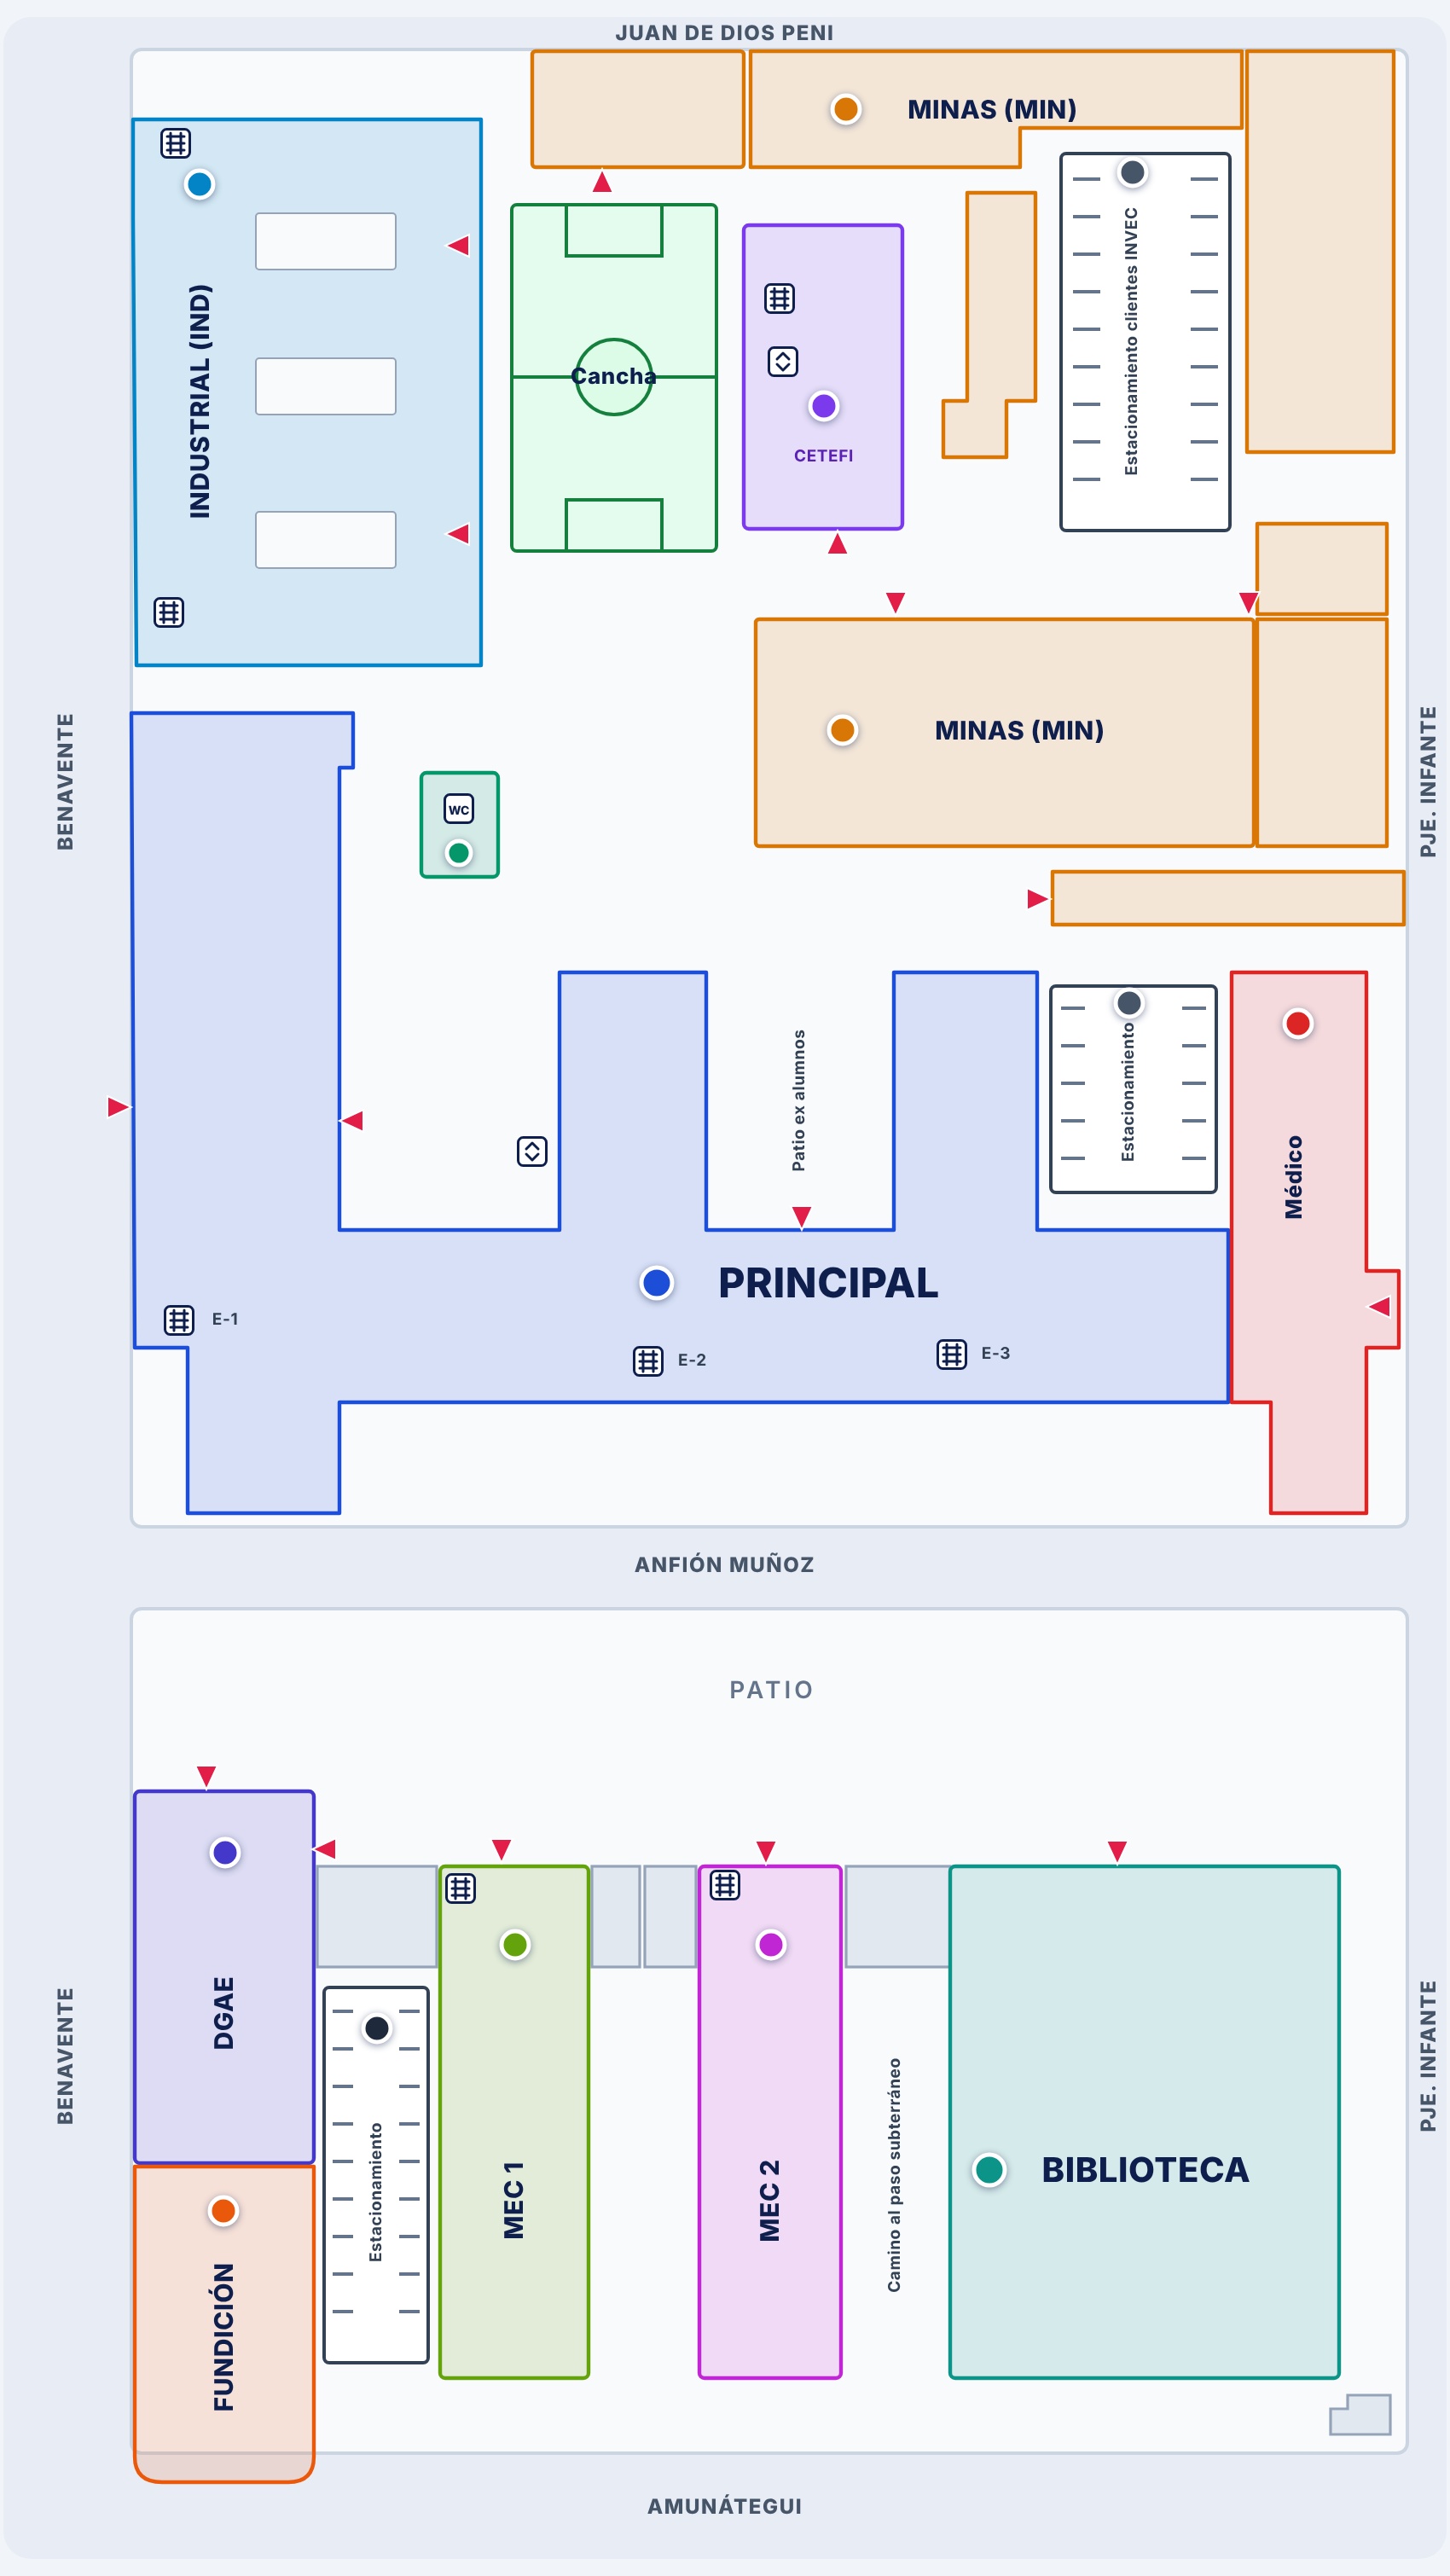 JUAN DE DIOS PENI
MINAS (MIN)
INDUSTRIAL (IND)
Estacionamiento clientes INVEC
Cancha
CETEFI
MINAS (MIN)
BENAVENTE
PJE. INFANTE
WC
Patio ex alumnos
Estacionamiento
Médico
PRINCIPAL
E-1
E-2
E-3
ANFIÓN MUÑOZ
PATIO
DGAE
BENAVENTE
PJE. INFANTE
Estacionamiento
MEC 1
MEC 2
Camino al paso subterráneo
BIBLIOTECA
FUNDICIÓN
AMUNÁTEGUI